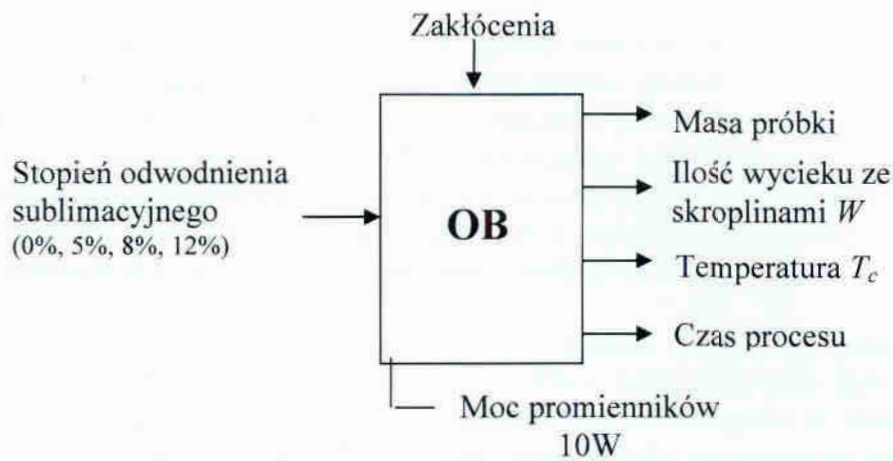 Zakłócenia
Stopień odwodnienia
sublimacyjnego
(0%, 5%, 8%, 12%)
OB
Masa próbki
Ilość wycieku ze
skroplinami W
Temperatura Tc
Czas procesu
Moc promienników
10W